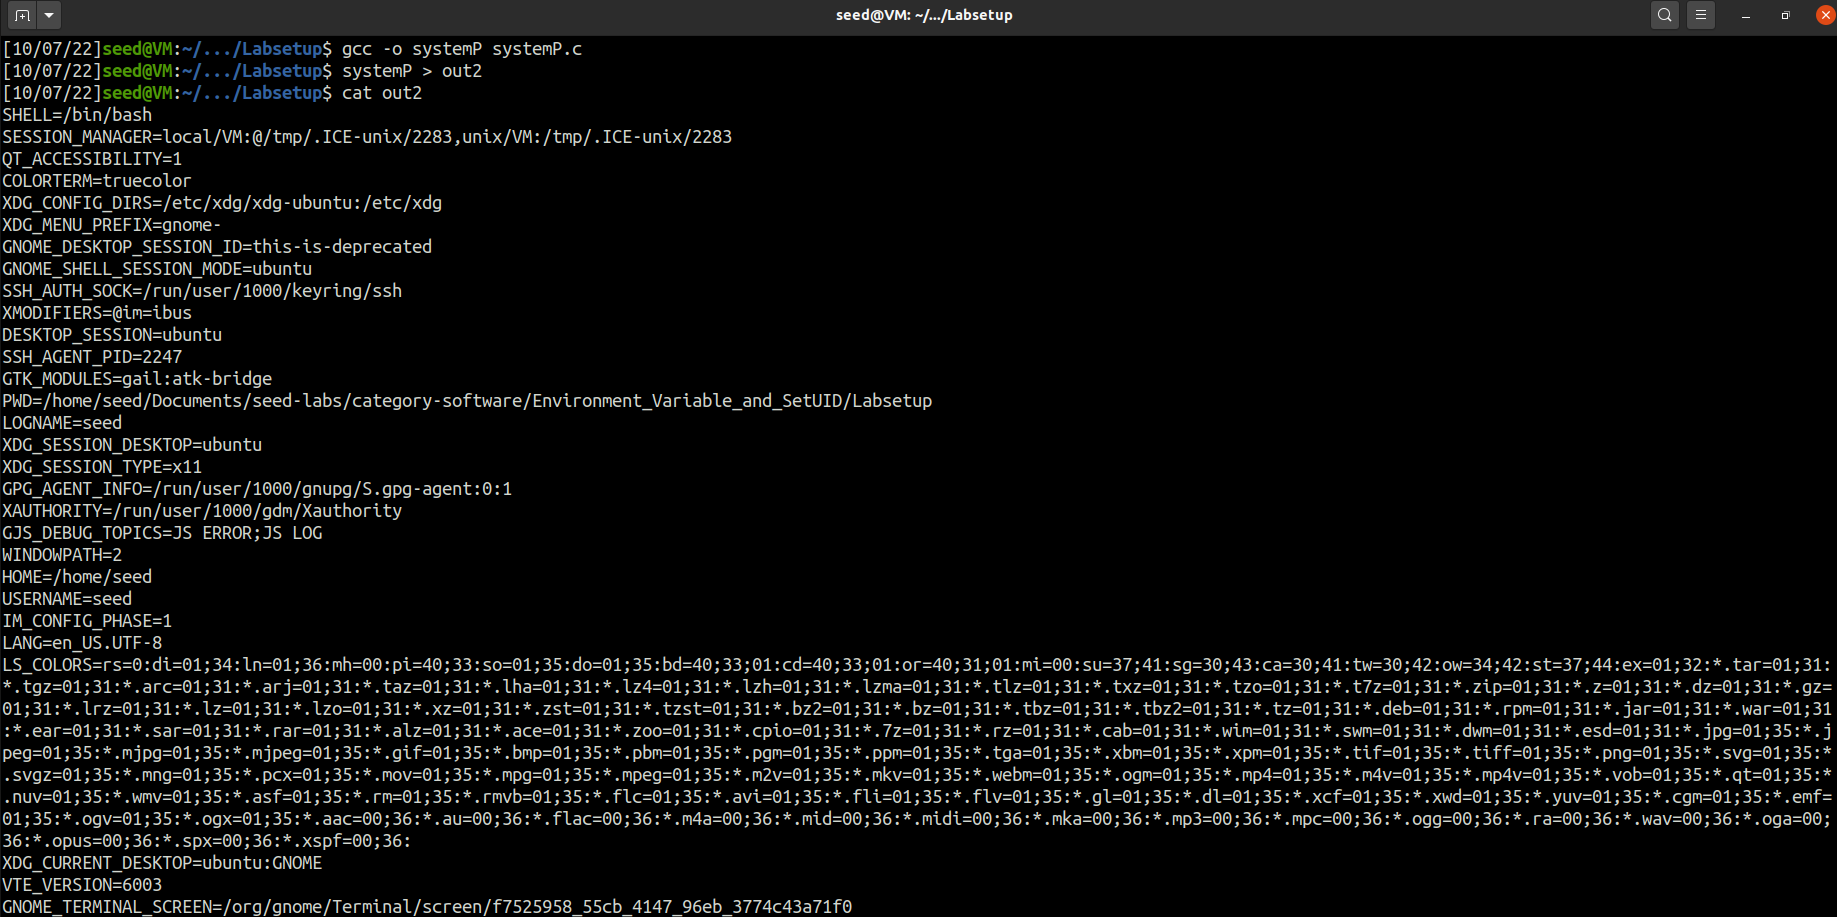 seed@VM: ~/.../Labsetup
[10/07/22]seed@VM:~/.../Labsetup$ gcc -o systemP systemP.c
[10/07/22]seed@VM:~/.../Labsetup$ systemP > out2
[10/07/22]seed@VM:~/.../Labsetup$ cat out2
SHELL=/bin/bash
SESSION_MANAGER=local/VM:@/tmp/.ICE-unix/2283,unix/VM:/tmp/.ICE-unix/2283
QT_ACCESSIBILITY=1
COLORTERM=truecolor
XDG_CONFIG_DIRS=/etc/xdg/xdg-ubuntu:/etc/xdg
XDG_MENU_PREFIX=gnome-
GNOME_DESKTOP_SESSION_ID=this-is-deprecated
GNOME_SHELL_SESSION_MODE=ubuntu
SSH_AUTH_SOCK=/run/user/1000/keyring/ssh
XMODIFIERS=@im=ibus
DESKTOP_SESSION=ubuntu
SSH_AGENT_PID=2247
GTK_MODULES=gail:atk-bridge
PWD=/home/seed/Documents/seed-labs/category-software/Environment_Variable_and_SetUID/Labsetup
LOGNAME=seed
XDG_SESSION_DESKTOP=ubuntu
XDG_SESSION_TYPE=x11
GPG_AGENT_INFO=/run/user/1000/gnupg/S.gpg-agent:0:1
XAUTHORITY=/run/user/1000/gdm/Xauthority
GJS_DEBUG_TOPICS=JS ERROR;JS LOG
WINDOWPATH=2
HOME=/home/seed
USERNAME=seed
IM_CONFIG_PHASE=1
LANG=en_US.UTF-8
LS_COLORS=rs=0:di=01;34:ln=01;36:mh=00:pi=40;33:so=01;35:do=01;35:bd=40;33;01:cd=40;33;01:or=40;31;01:mi=00:su=37;41:sg=30;43:ca=30;41:tw=30;42:ow=34;42:st=37;44:ex=01;32:*.tar=01;31:
*.tgz=01;31:*.arc=01;31:*.arj=01;31:*.taz=01;31:*.lha=01;31:*.lz4=01;31:*.lzh=01;31:*.lzma=01;31:*.tlz=01;31:*.txz=01;31:*.tzo=01;31:*.t7z=01;31:*.zip=01;31:*.z=01;31:*.dz=01;31:*.gz=
01;31:*.lrz=01;31:*.lz=01;31:*.lzo=01;31:*.xz=01;31:*.zst=01;31:*.tzst=01;31:*.bz2=01;31:*.bz=01;31:*.tbz=01;31:*.tbz2=01;31:*.tz=01;31:*.deb=01;31:*.rpm=01;31:*.jar=01;31:*.war=01;31
:*.ear=01;31:*.sar=01;31:*.rar=01;31:*.alz=01;31:*.ace=01;31:*.zoo=01;31:*.cpio=01;31:*.7z=01;31:*.rz=01;31:*.cab=01;31:*.wim=01;31:*.swm=01;31:*.dwm=01;31:*.esd=01;31:*.jpg=01;35:*.j
peg=01;35:*.mjpg=01;35:*.mjpeg=01;35:*.gif=01;35:*.bmp=01;35:*.pbm=01;35:*.pgm=01;35:*.ppm=01;35:*.tga=01;35:*.xbm=01;35:*.xpm=01;35:*.tif=01;35:*.tiff=01;35:*.png=01;35:*.svg=01;35:*
.svgz=01;35:*.mng=01;35:*.pcx=01;35:*.mov=01;35:*.mpg=01;35:*.mpeg=01;35:*.m2v=01;35:*.mkv=01;35:*.webm=01;35:*.ogm=01;35:*.mp4=01;35:*.m4v=01;35:*.mp4v=01;35:*.vob=01;35:*.qt=01;35:*
.nuv=01;35:*.wmv=01;35:*.asf=01;35:*.rm=01;35:*.rmvb=01;35:*.flc=01;35:*.avi=01;35:*.fli=01;35:*.flv=01;35:*.gl=01;35:*.dl=01;35:*.xcf=01;35:*.xwd=01;35:*.yuv=01;35:*.cgm=01;35:*.emf=
01;35:*.ogv=01;35:*.ogx=01;35:*.aac=00;36:*.au=00;36:*.flac=00;36:*.m4a=00;36:*.mid=00;36:*.midi=00;36:*.mka=00;36:*.mp3=00;36:*.mpc=00;36:*.ogg=00;36:*.ra=00;36:*.wav=00;36:*.oga=00;
36:*.opus=00;36:*.spx=00;36:*.xspf=00;36:
XDG_CURRENT_DESKTOP=ubuntu:GNOME
VTE_VERSION=6003
GNOME_TERMINAL_SCREEN=/org/gnome/Terminal/screen/f7525958_55cb_4147_96eb_3774c43a71f0